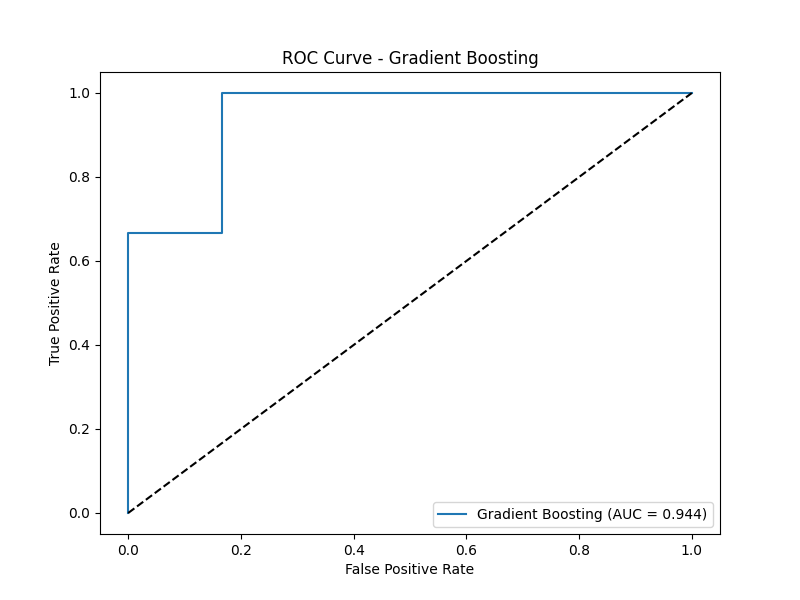 ROC Curve - Gradient Boosting
1.0
0.8
0.6
0.4
0.2
0.0
True Positive Rate
Gradient Boosting (AUC = 0.944)
0.0 0.2 0.4 0.6 0.8 1.0
False Positive Rate